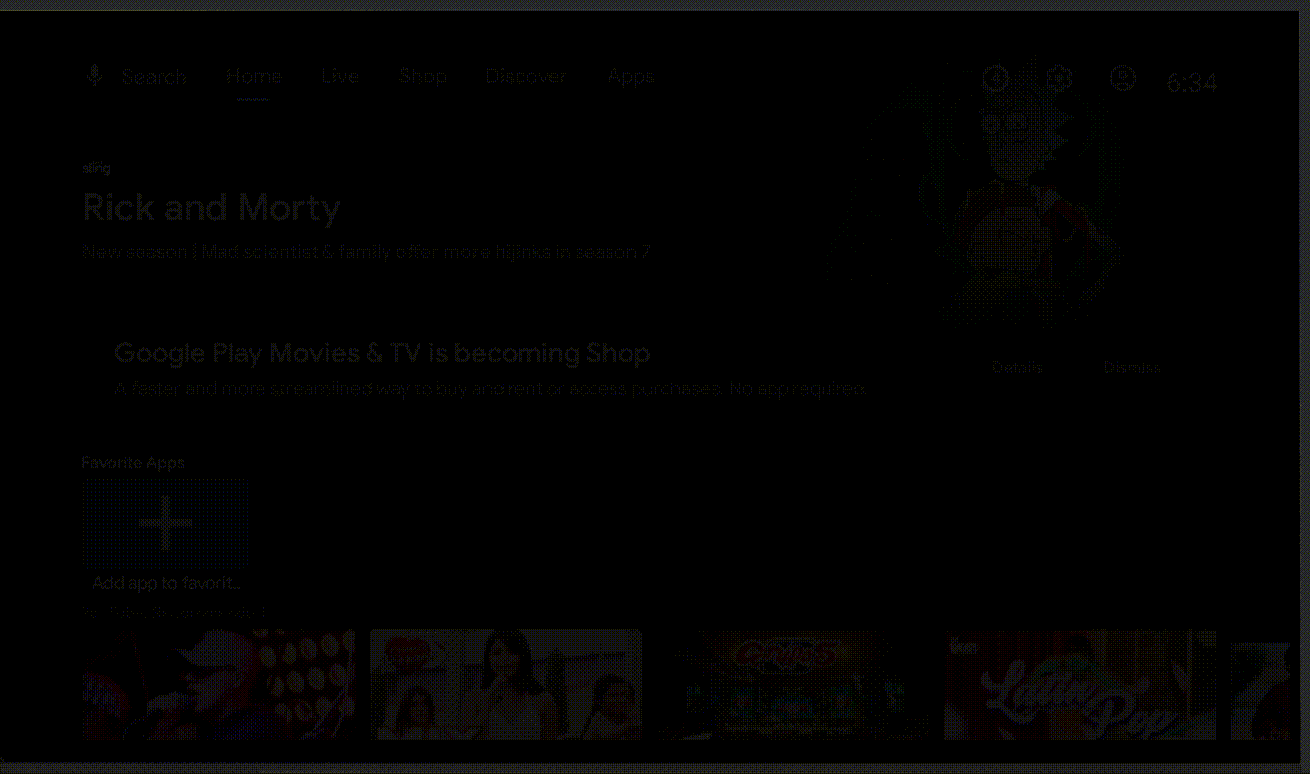 Search Home Live Shop Discover Apps 6:34
sling
Rick and Morty
New season | Mad scientist & family offer more hijinks in season 7
Google Play Movies & TV is becoming Shop
A faster and more streamlined way to buy and rent or access purchases. No app required.
Details Dismiss
Favorite Apps
Add app to favorit...
Latin Pop